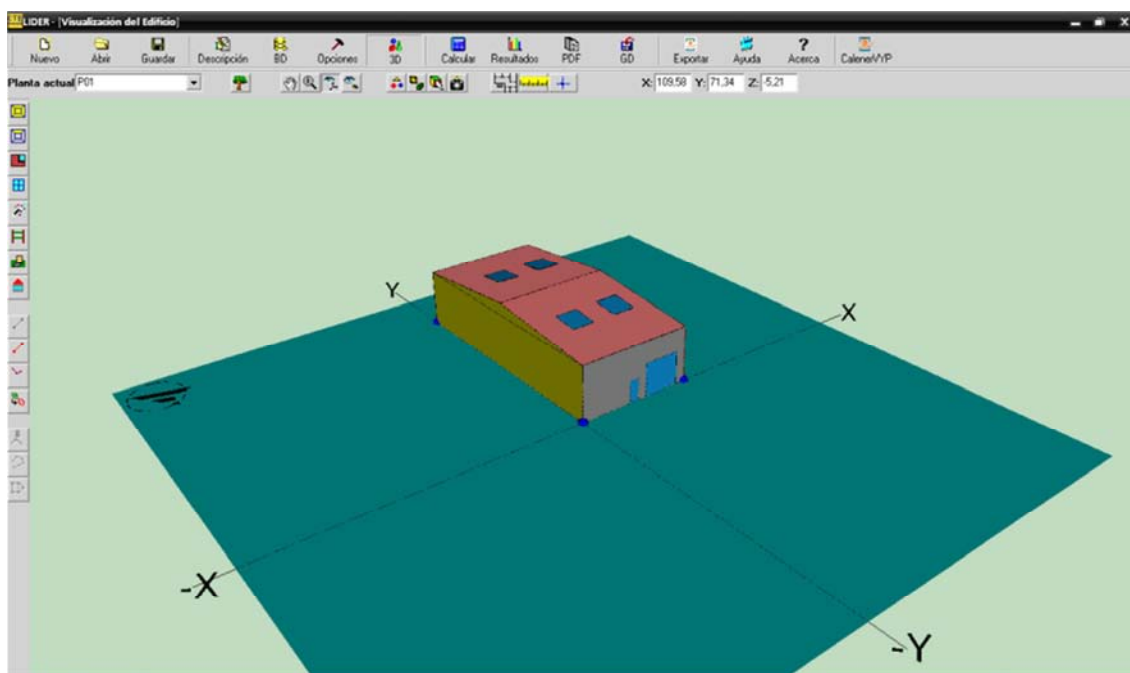 LIDER - [Visualización del Edificio]
Nuevo Abrir Guardar Descripción BD Opciones 3D Calcular Resultados PDF GD Exportar Ayuda Acerca CalenerVYP
Planta actual P01 X: 109,58 Y: 71,34 Z: -5,21
Y
X
-X
-Y